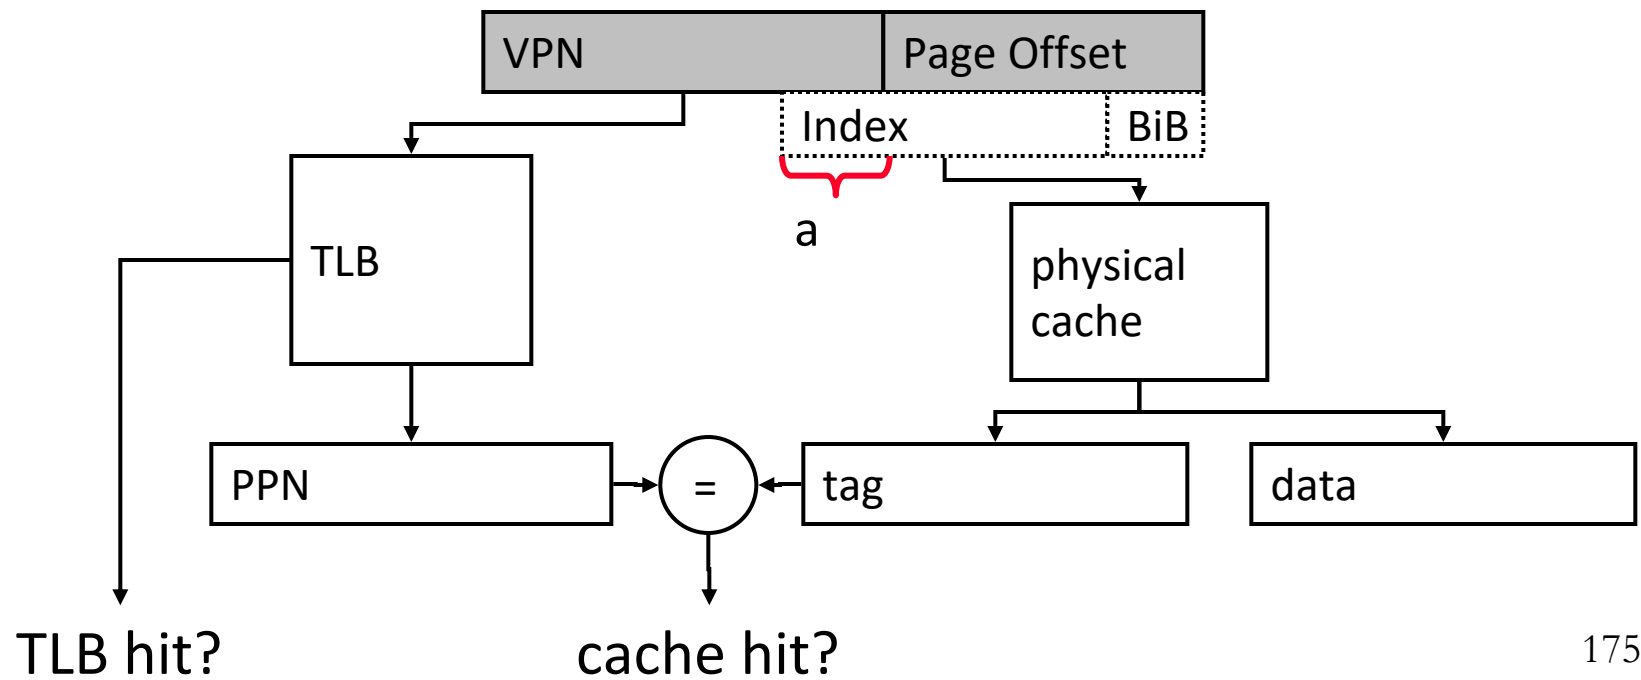 VPN
Page Offset
Index
BiB
a
TLB
physical
cache
PPN
=
tag
data
TLB hit?
cache hit?
175